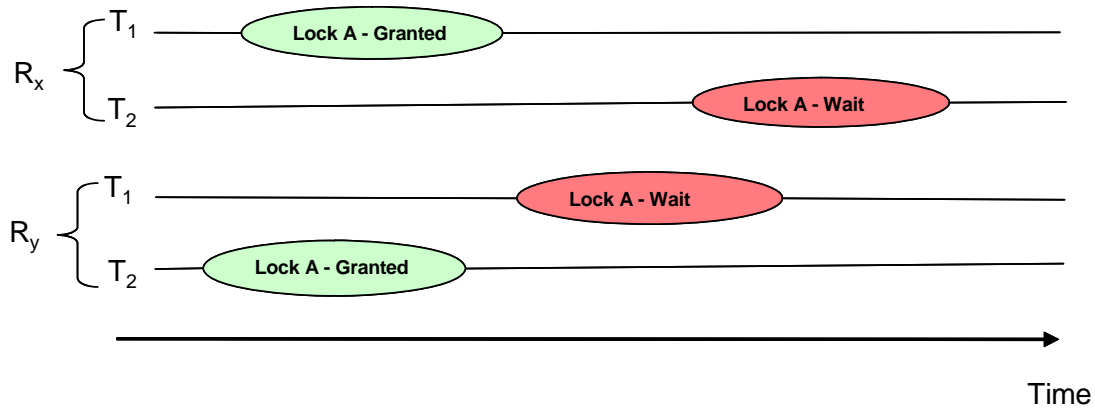 T1
Lock A - Granted
Rx
T2
Lock A - Wait
T1
Lock A - Wait
Ry
T2
Lock A - Granted
Time